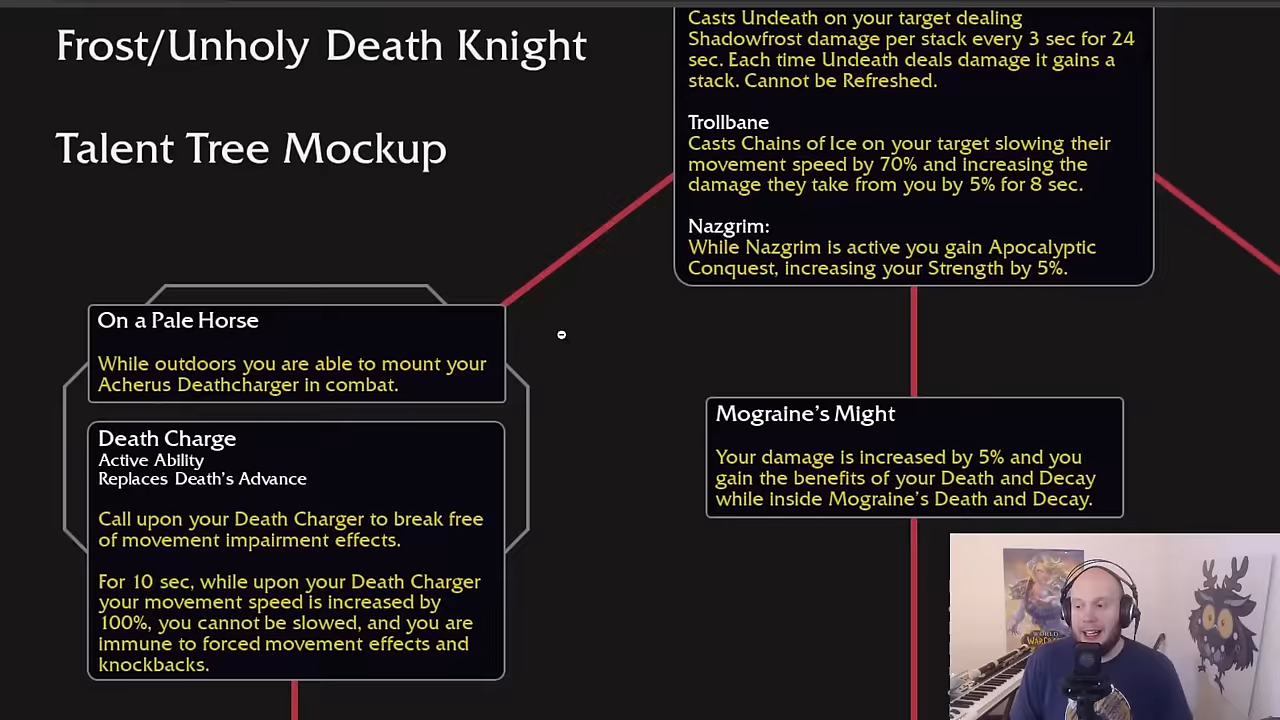 Frost/Unholy Death Knight
Talent Tree Mockup
Casts Undeath on your target dealing
Shadowfrost damage per stack every 3 sec for 24
sec. Each time Undeath deals damage it gains a
stack. Cannot be Refreshed.
Trollbane
Casts Chains of Ice on your target slowing their
movement speed by 70% and increasing the
damage they take from you by 5% for 8 sec.
Nazgrim:
While Nazgrim is active you gain Apocalyptic
Conquest, increasing your Strength by 5%.
On a Pale Horse
While outdoors you are able to mount your
Acherus Deathcharger in combat.
Death Charge
Active Ability
Replaces Death's Advance
Call upon your Death Charger to break free
of movement impairment effects.
For 10 sec, while upon your Death Charger
your movement speed is increased by
100%, you cannot be slowed, and you are
immune to forced movement effects and
knockbacks.
Mograine's Might
Your damage is increased by 5% and you
gain the benefits of your Death and Decay
while inside Mograine's Death and Decay.
WORLD